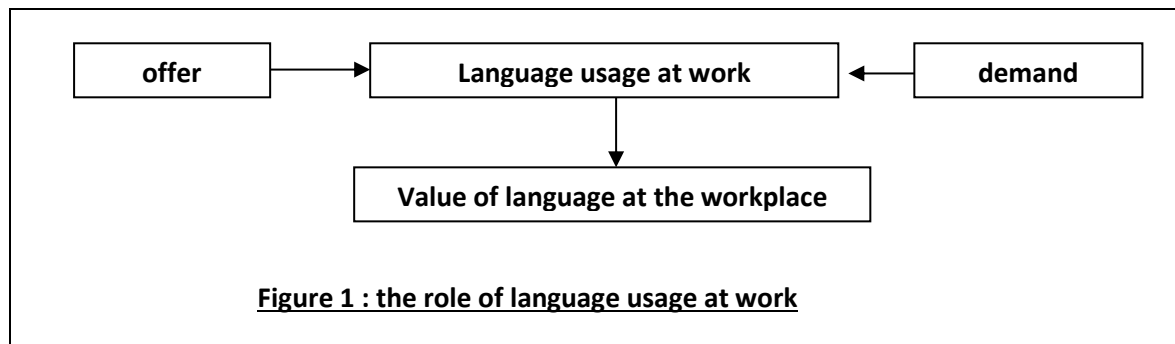 offer
Language usage at work
demand
Value of language at the workplace
Figure 1 : the role of language usage at work